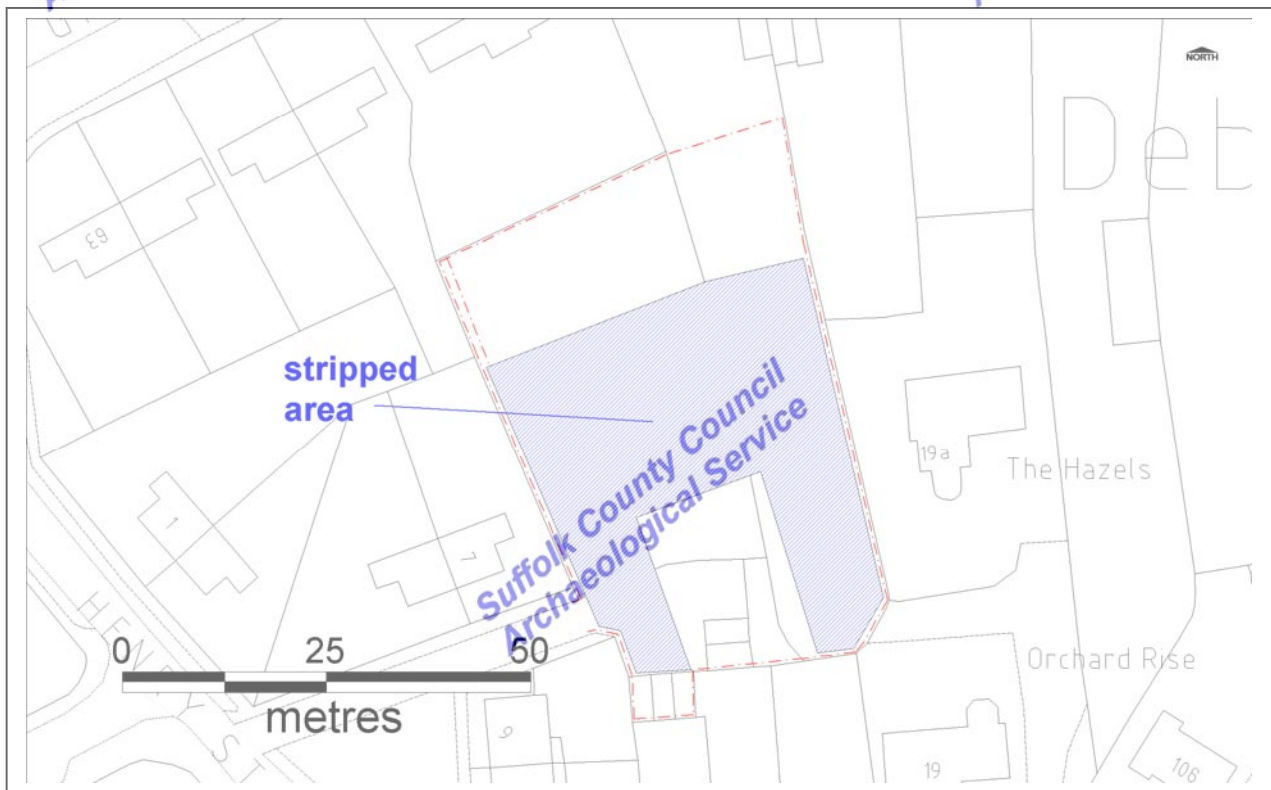 NORTH
Deb
63
stripped
area
19a
The Hazels
1
7
Suffolk County Council
Archaeological Service
0 25 50
metres
Orchard Rise
9
19
106